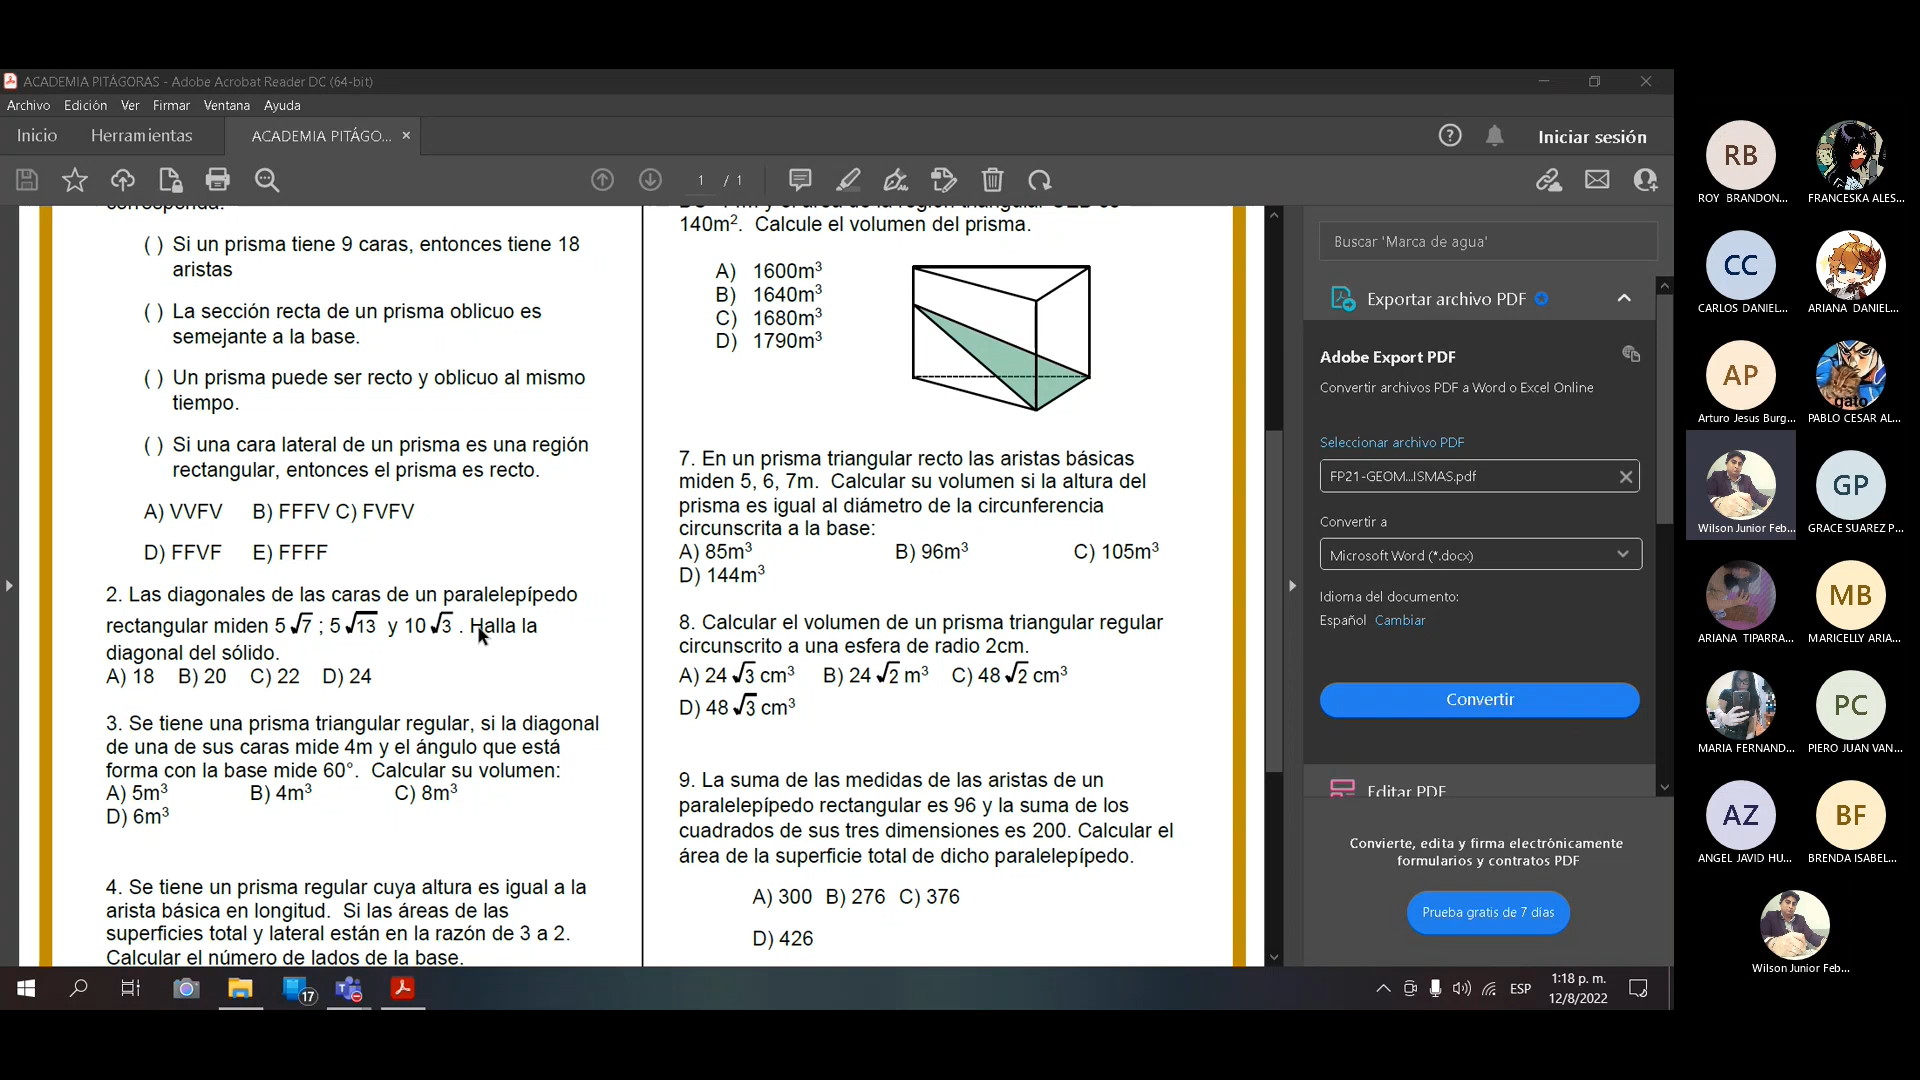 ACADEMIA PITÁGORAS - Adobe Acrobat Reader DC (64-bit)
Archivo Edición Ver Firmar Ventana Ayuda
Inicio Herramientas ACADEMIA PITÁGO... ×
Iniciar sesión
1 / 1
corresponda:
( ) Si un prisma tiene 9 caras, entonces tiene 18
aristas
( ) La sección recta de un prisma oblicuo es
semejante a la base.
( ) Un prisma puede ser recto y oblicuo al mismo
tiempo.
( ) Si una cara lateral de un prisma es una región
rectangular, entonces el prisma es recto.
A) VVFV B) FFFV C) FVFV
D) FFVF E) FFFF
2. Las diagonales de las caras de un paralelepípedo
rectangular miden 5 √7 ; 5 √13 y 10 √3 . Halla la
diagonal del sólido.
A) 18 B) 20 C) 22 D) 24
3. Se tiene una prisma triangular regular, si la diagonal
de una de sus caras mide 4m y el ángulo que está
forma con la base mide 60°. Calcular su volumen:
A) 5m³ B) 4m³ C) 8m³
D) 6m³
4. Se tiene un prisma regular cuya altura es igual a la
arista básica en longitud. Si las áreas de las
superficies total y lateral están en la razón de 3 a 2.
Calcular el número de lados de la base.
140m². Calcule el volumen del prisma.
A) 1600m³
B) 1640m³
C) 1680m³
D) 1790m³
7. En un prisma triangular recto las aristas básicas
miden 5, 6, 7m. Calcular su volumen si la altura del
prisma es igual al diámetro de la circunferencia
circunscrita a la base:
A) 85m³ B) 96m³ C) 105m³
D) 144m³
8. Calcular el volumen de un prisma triangular regular
circunscrito a una esfera de radio 2cm.
A) 24 √3 cm³ B) 24 √2 m³ C) 48 √2 cm³
D) 48 √3 cm³
9. La suma de las medidas de las aristas de un
paralelepípedo rectangular es 96 y la suma de los
cuadrados de sus tres dimensiones es 200. Calcular el
área de la superficie total de dicho paralelepípedo.
A) 300 B) 276 C) 376
D) 426
Buscar 'Marca de agua'
Exportar archivo PDF
Adobe Export PDF
Convertir archivos PDF a Word o Excel Online
Seleccionar archivo PDF
FP21-GEOM...ISMAS.pdf
Convertir a
Microsoft Word (*.docx)
Idioma del documento:
Español Cambiar
Convertir
Editar PDF
Convierte, edita y firma electrónicamente
formularios y contratos PDF
Prueba gratis de 7 días
17
ESP
1:18 p. m.
12/8/2022
RB
ROY BRANDON... FRANCESKA ALES...
CC
CARLOS DANIEL... ARIANA DANIEL...
AP gato
Arturo Jesus Burg... PABLO CESAR AL...
GP
Wilson Junior Feb... GRACE SUAREZ P...
MB
ARIANA TIPARRA... MARICELLY ARIA...
PC
MARIA FERNAND... PIERO JUAN VAN...
AZ BF
ANGEL JAVID HU... BRENDA ISABEL...
Wilson Junior Feb...